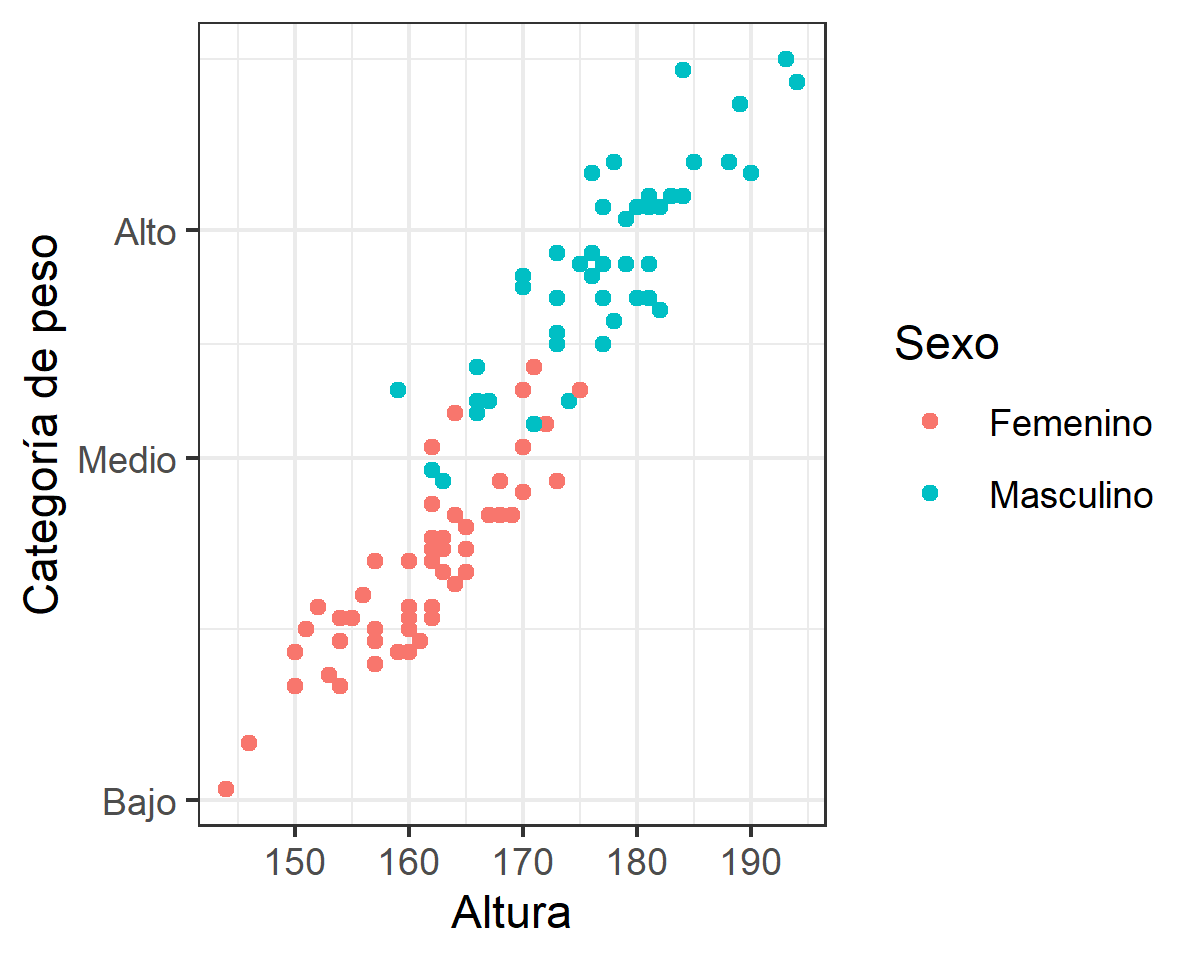 Categoría de peso
Alto
Medio
Bajo
150 160 170 180 190
Altura
Sexo
Femenino
Masculino